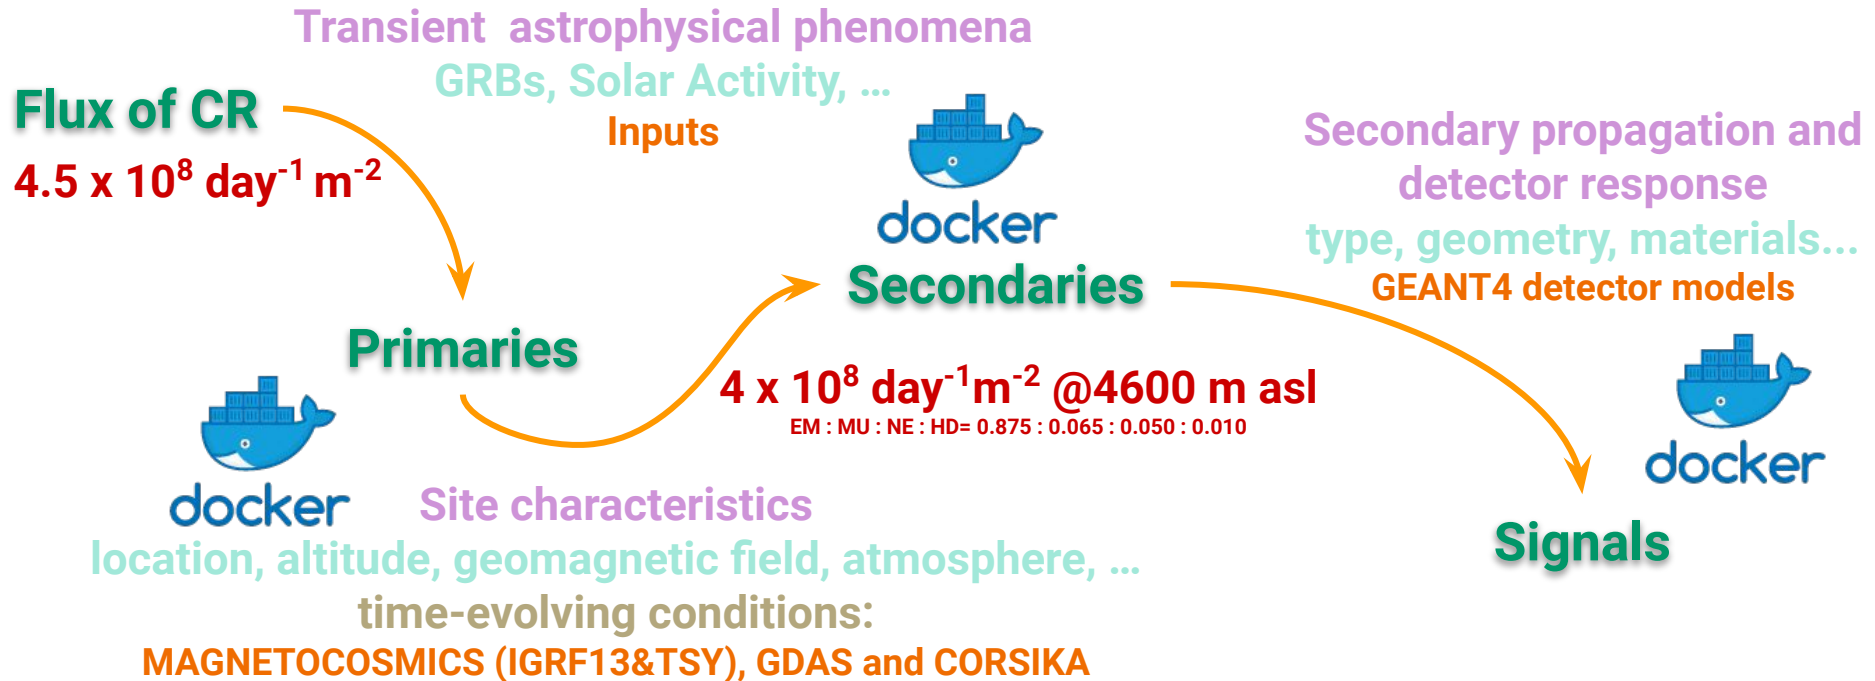 Transient astrophysical phenomena
GRBs, Solar Activity, ...
Inputs
Flux of CR
4.5 x 10⁸ day⁻¹ m⁻²
docker
Secondary propagation and
detector response
type, geometry, materials...
GEANT4 detector models
Secondaries
Primaries
4 x 10⁸ day⁻¹m⁻² @4600 m asl
EM : MU : NE : HD= 0.875 : 0.065 : 0.050 : 0.010
docker
docker
Signals
Site characteristics
location, altitude, geomagnetic field, atmosphere, ...
time-evolving conditions:
MAGNETOCOSMICS (IGRF13&TSY), GDAS and CORSIKA